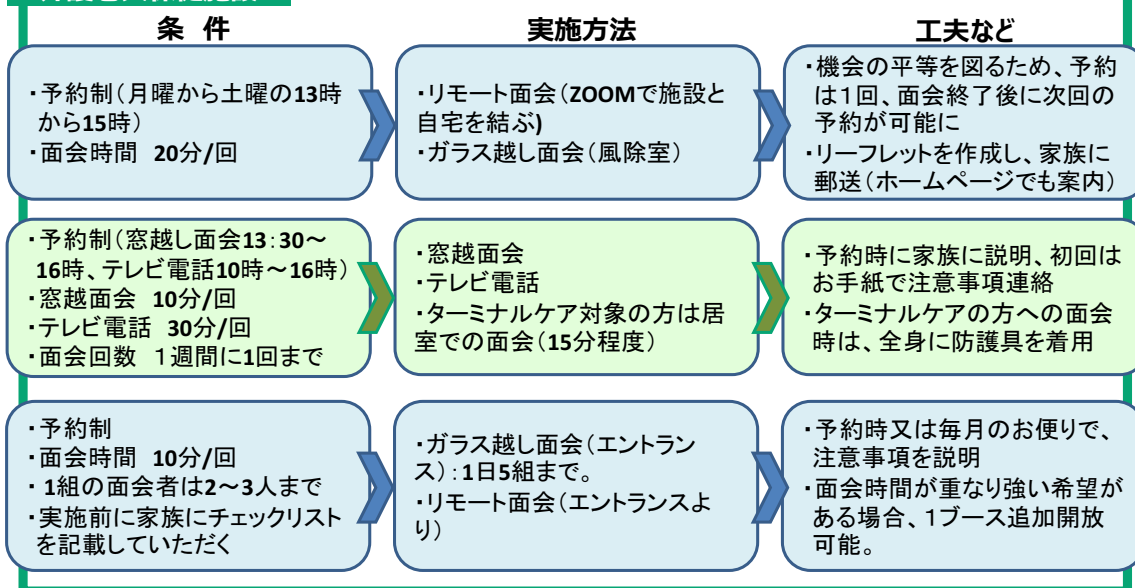 条 件
実施方法
工夫など
・予約制(月曜から土曜の13時
から15時)
・面会時間 20分/回
・リモート面会(ZOOMで施設と
自宅を結ぶ)
・ガラス越し面会(風除室)
・機会の平等を図るため、予約
は1回、面会終了後に次回の
予約が可能に
・リーフレットを作成し、家族に
郵送(ホームページでも案内)
・予約制(窓越し面会13:30～
16時、テレビ電話10時～16時)
・窓越面会 10分/回
・テレビ電話 30分/回
・面会回数 1週間に1回まで
・窓越面会
・テレビ電話
・ターミナルケア対象の方は居
室での面会(15分程度)
・予約時に家族に説明、初回は
お手紙で注意事項連絡
・ターミナルケアの方への面会
時は、全身に防護具を着用
・予約制
・面会時間 10分/回
・1組の面会者は2～3人まで
・実施前に家族にチェックリスト
を記載していただく
・ガラス越し面会(エントラン
ス):1日5組まで。
・リモート面会(エントランスよ
り)
・予約時又は毎月のお便りで、
注意事項を説明
・面会時間が重なり強い希望が
ある場合、1ブース追加開放
可能。